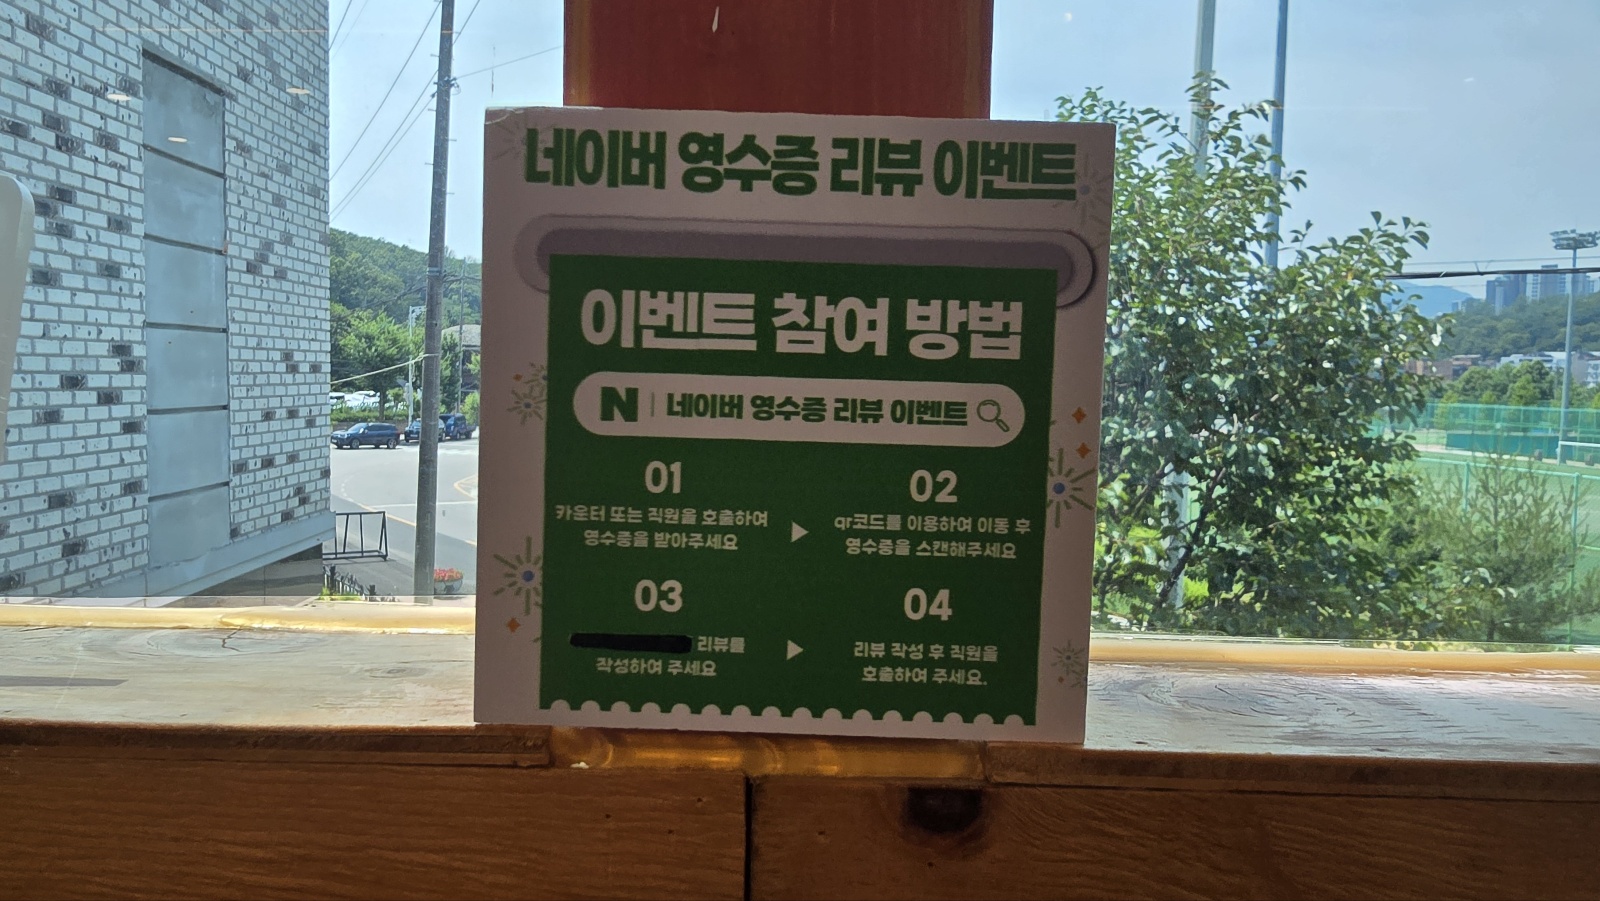 네이버 영수증 리뷰 이벤트
이벤트 참여 방법
N | 네이버 영수증 리뷰 이벤트
01
카운터 또는 직원을 호출하여
영수증을 받아주세요
02
qr코드를 이용하여 이동 후
영수증을 스캔해주세요
03
리뷰를
작성하여 주세요
04
리뷰 작성 후 직원을
호출하여 주세요.